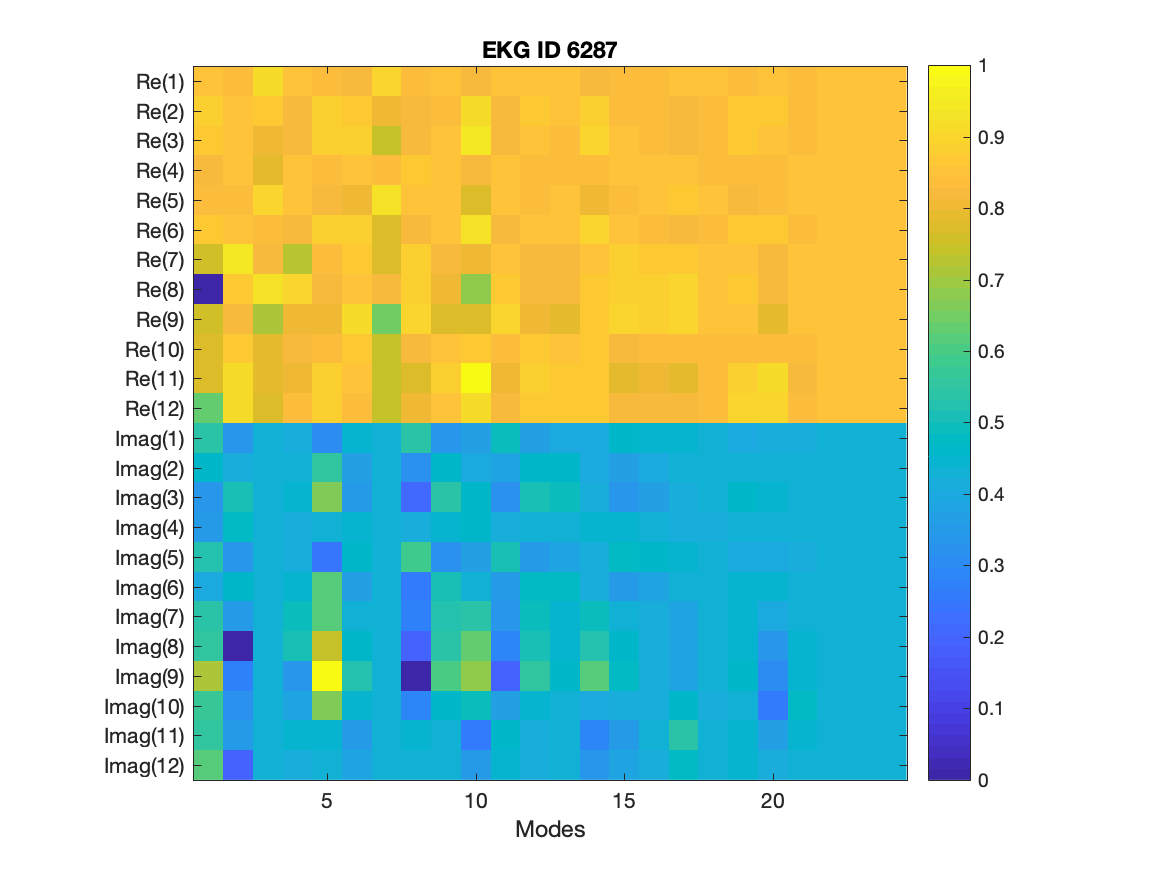 EKG ID 6287
Re(1)
Re(2)
Re(3)
Re(4)
Re(5)
Re(6)
Re(7)
Re(8)
Re(9)
Re(10)
Re(11)
Re(12)
Imag(1)
Imag(2)
Imag(3)
Imag(4)
Imag(5)
Imag(6)
Imag(7)
Imag(8)
Imag(9)
Imag(10)
Imag(11)
Imag(12)
5 10 15 20
Modes
1
0.9
0.8
0.7
0.6
0.5
0.4
0.3
0.2
0.1
0